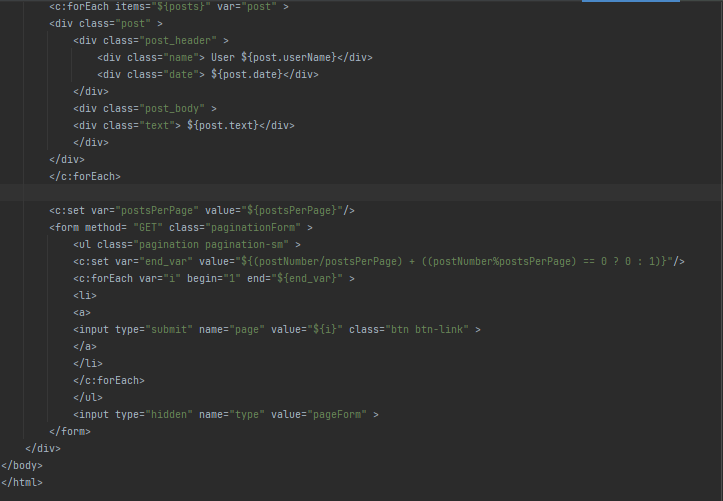 <c:forEach items="${posts}" var="post" >
<div class="post" >
<div class="post_header" >
<div class="name"> User ${post.userName}</div>
<div class="date"> ${post.date}</div>
</div>
<div class="post_body" >
<div class="text"> ${post.text}</div>
</div>
</div>
</c:forEach>
<c:set var="postsPerPage" value="${postsPerPage}"/>
<form method= "GET" class="paginationForm" >
<ul class="pagination pagination-sm" >
<c:set var="end_var" value="${(postNumber/postsPerPage) + ((postNumber%postsPerPage) == 0 ? 0 : 1)}"/>
<c:forEach var="i" begin="1" end="${end_var}" >
<li>
<a>
<input type="submit" name="page" value="${i}" class="btn btn-link" >
</a>
</li>
</c:forEach>
</ul>
<input type="hidden" name="type" value="pageForm" >
</form>
</div>
</body>
</html>